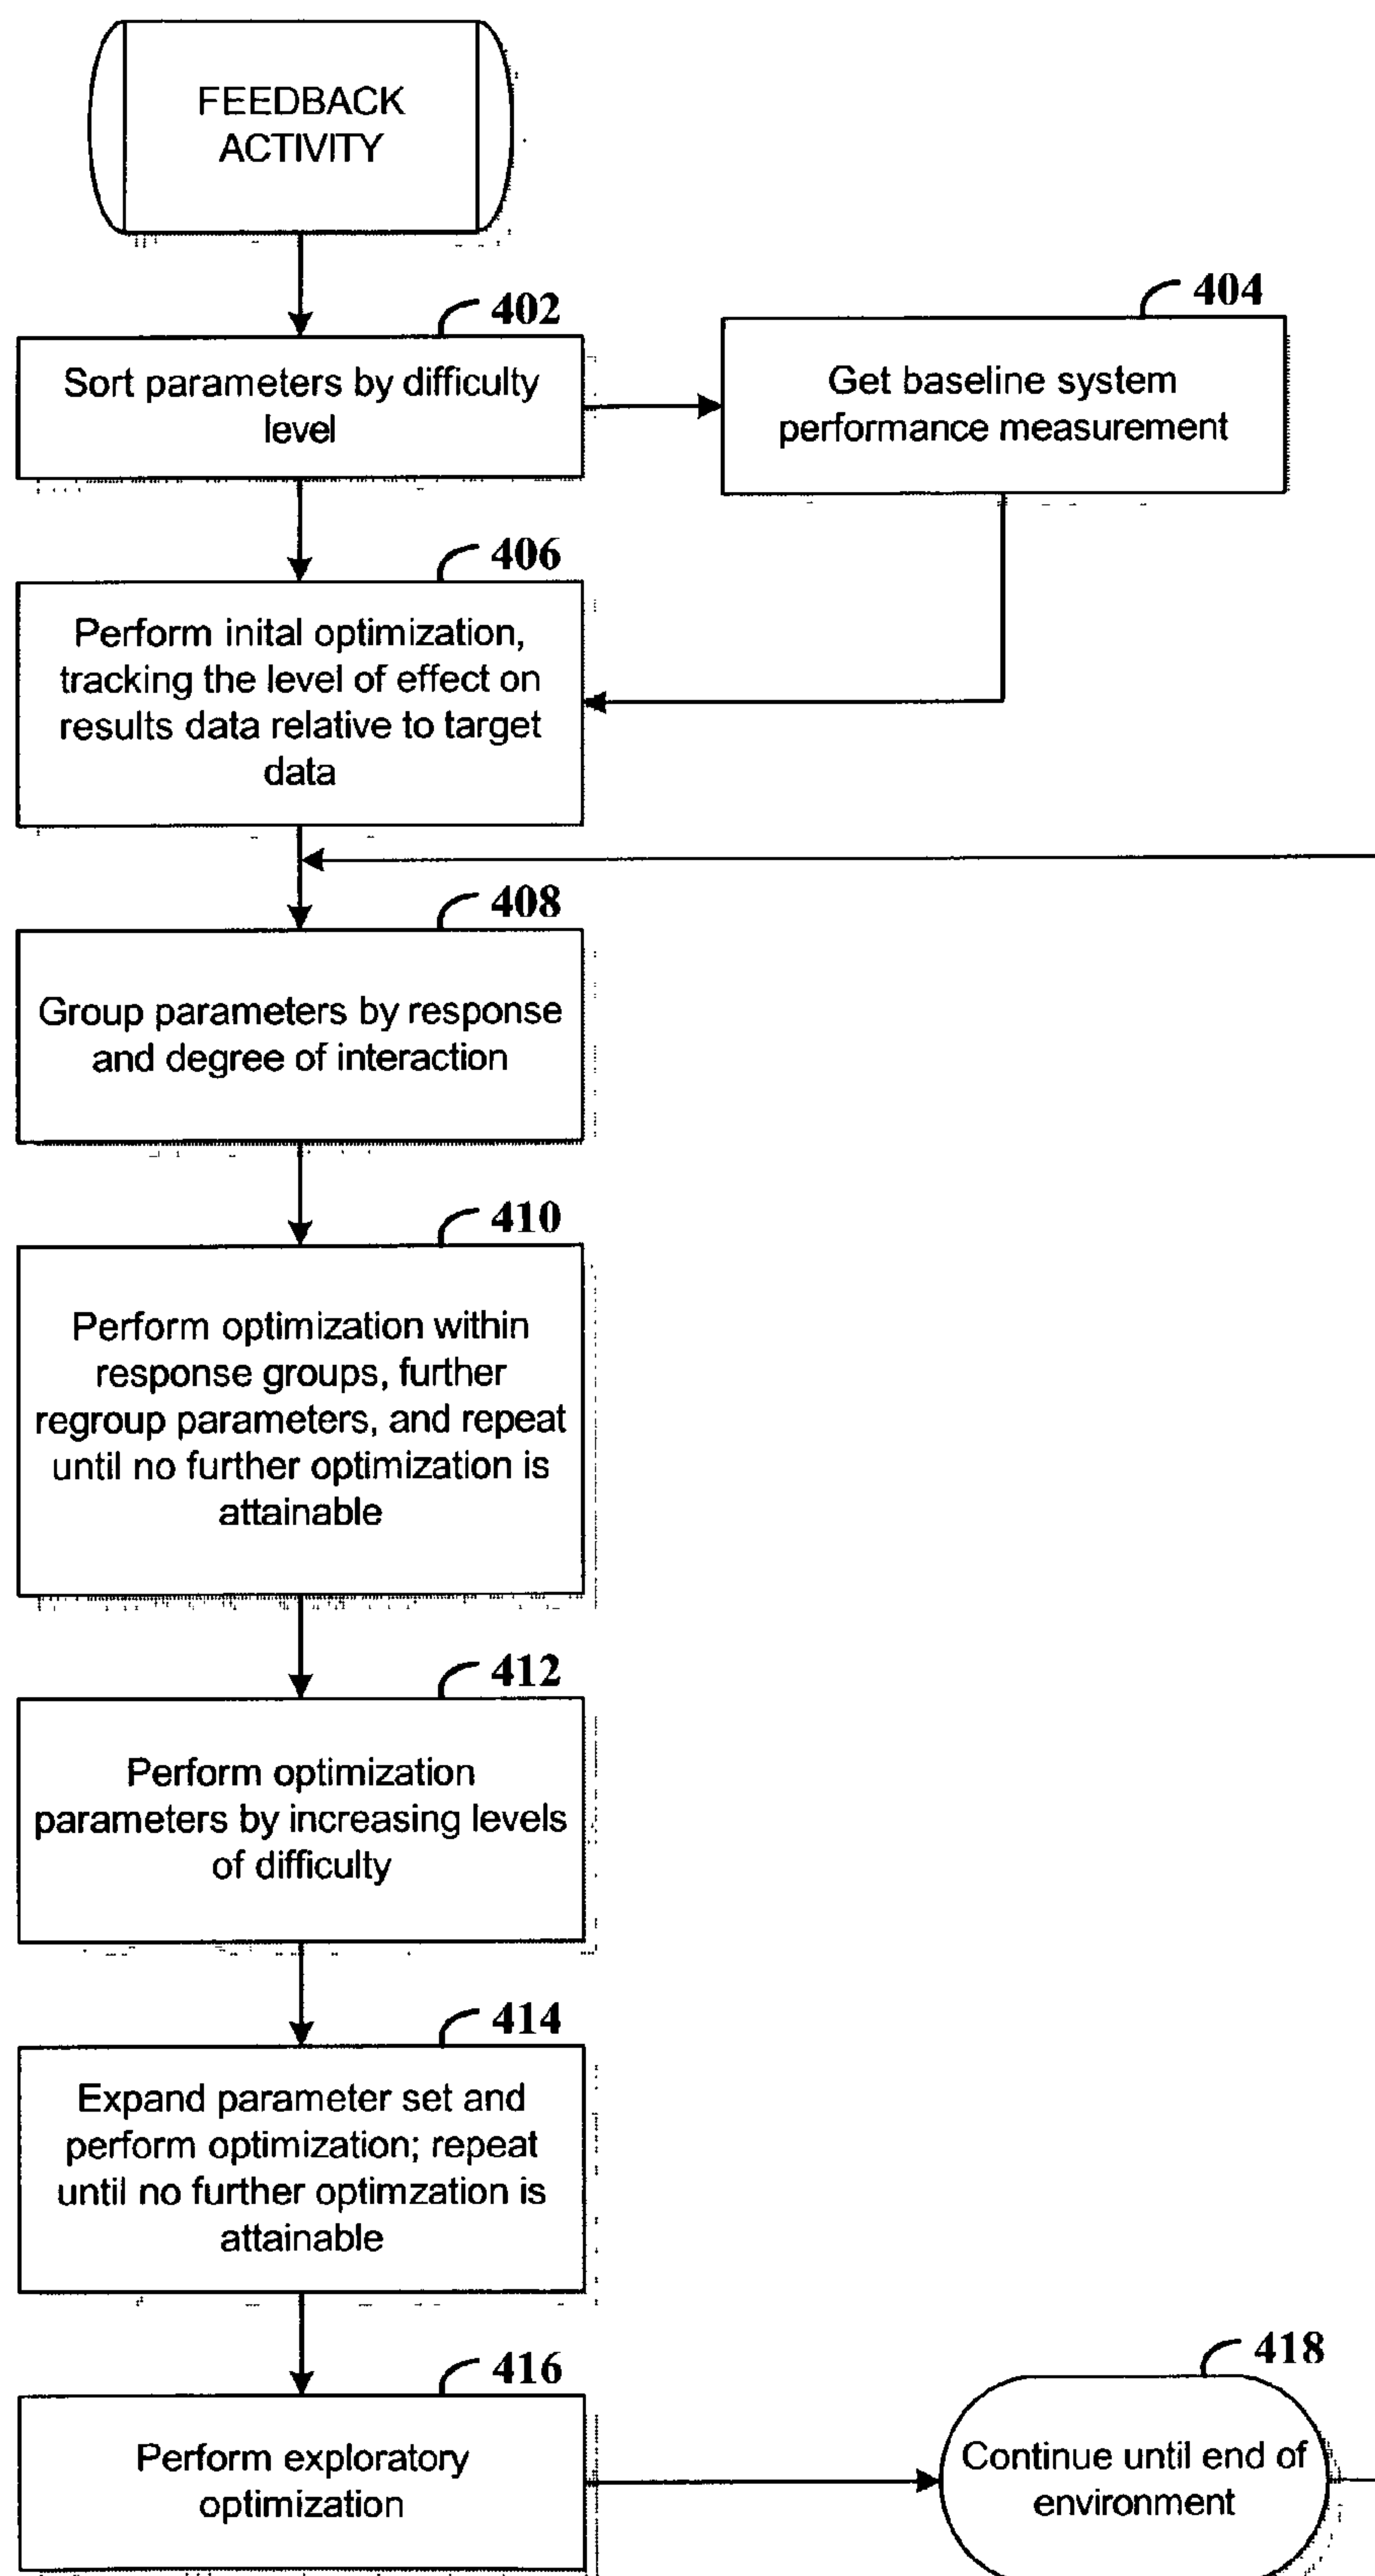 FEEDBACK
ACTIVITY
402
Sort parameters by difficulty
level
404
Get baseline system
performance measurement
406
Perform inital optimization,
tracking the level of effect on
results data relative to target
data
408
Group parameters by response
and degree of interaction
410
Perform optimization within
response groups, further
regroup parameters, and repeat
until no further optimization is
attainable
412
Perform optimization
parameters by increasing levels
of difficulty
414
Expand parameter set and
perform optimization; repeat
until no further optimzation is
attainable
416
Perform exploratory
optimization
418
Continue until end of
environment